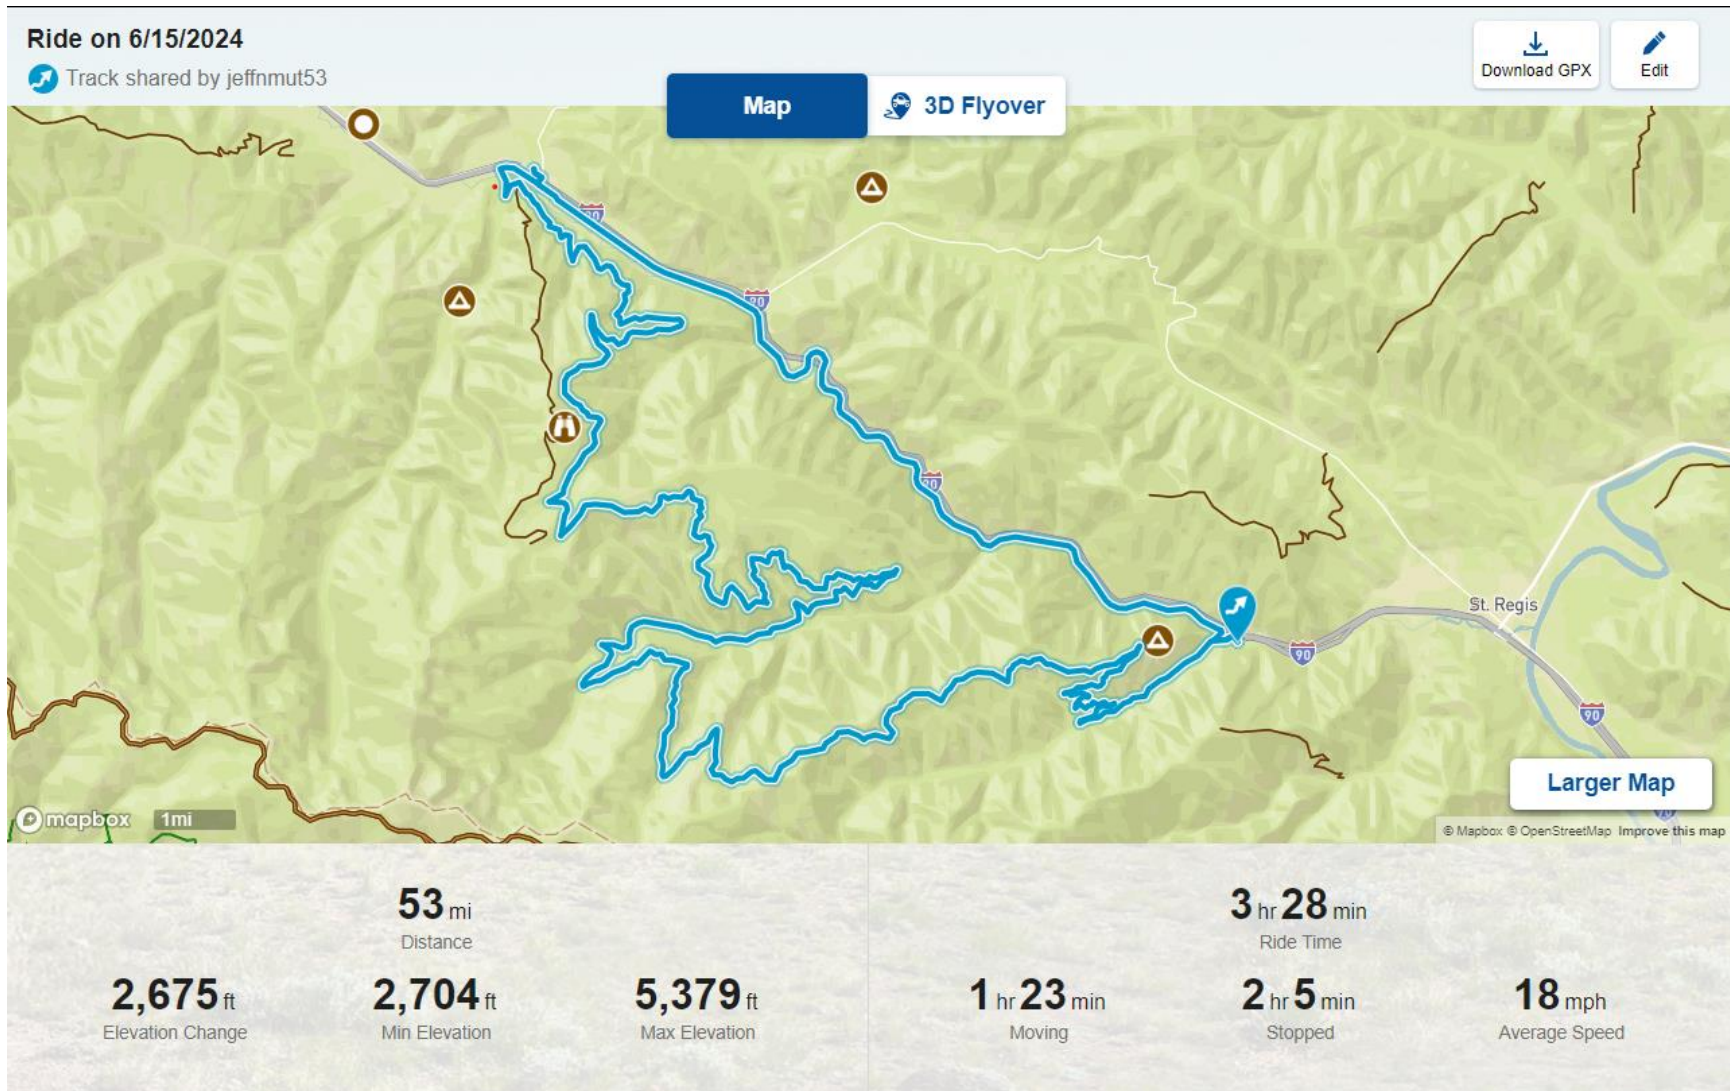 Ride on 6/15/2024
Track shared by jeffnmut53
Download GPX
Edit
Map
3D Flyover
90
90
90
St. Regis
90
90
Larger Map
mapbox
1mi
© Mapbox © OpenStreetMap Improve this map
53 mi
Distance
3 hr 28 min
Ride Time
2,675 ft
Elevation Change
2,704 ft
Min Elevation
5,379 ft
Max Elevation
1 hr 23 min
Moving
2 hr 5 min
Stopped
18 mph
Average Speed